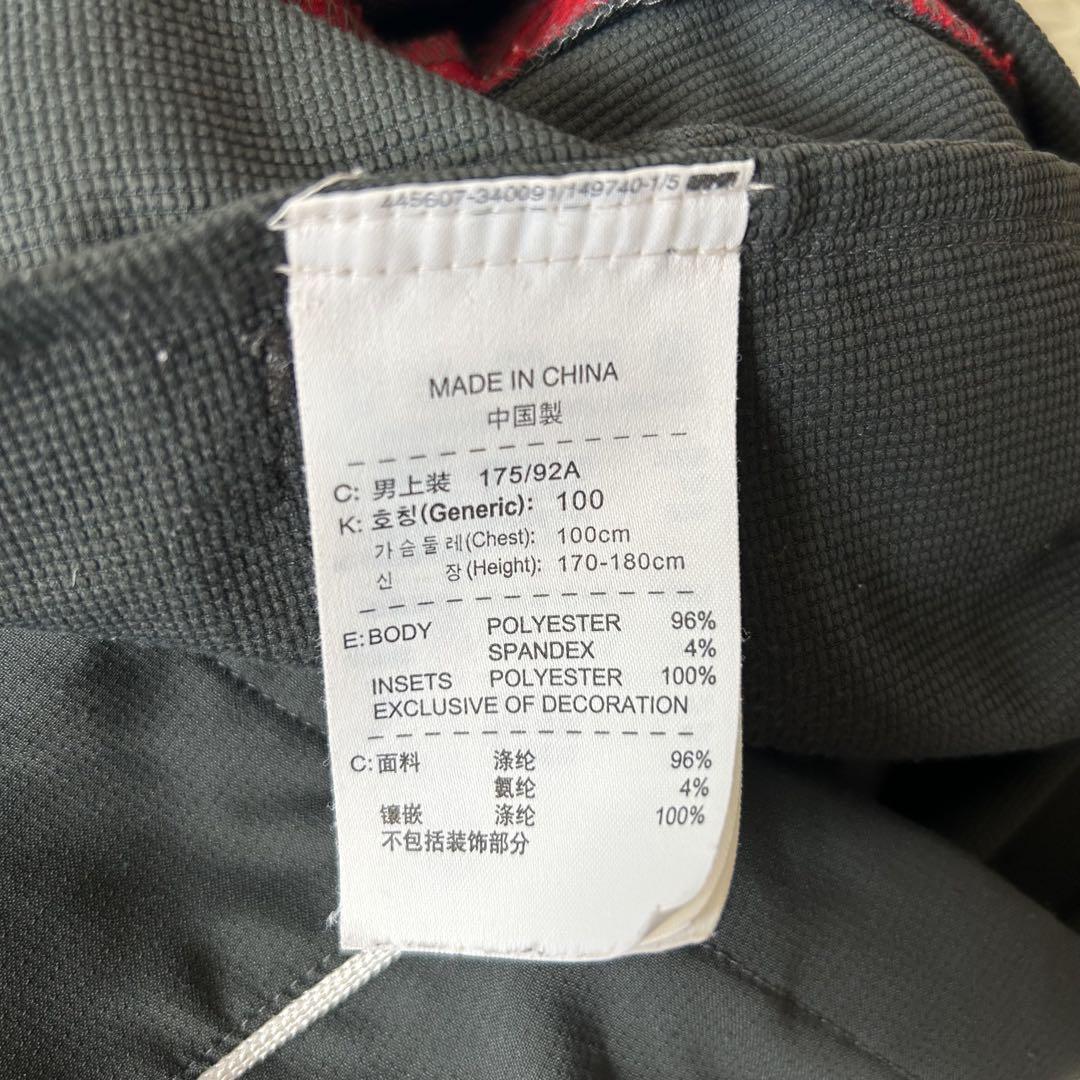 445607-340091/149740-1/5
MADE IN CHINA
中国製
C: 男上装 175/92A
K: 호칭(Generic): 100
가슴둘레(Chest): 100cm
신 장(Height): 170-180cm
E: BODY POLYESTER 96%
SPANDEX 4%
INSETS POLYESTER 100%
EXCLUSIVE OF DECORATION
C: 面料 涤纶 96%
氨纶 4%
镶嵌 涤纶 100%
不包括装饰部分